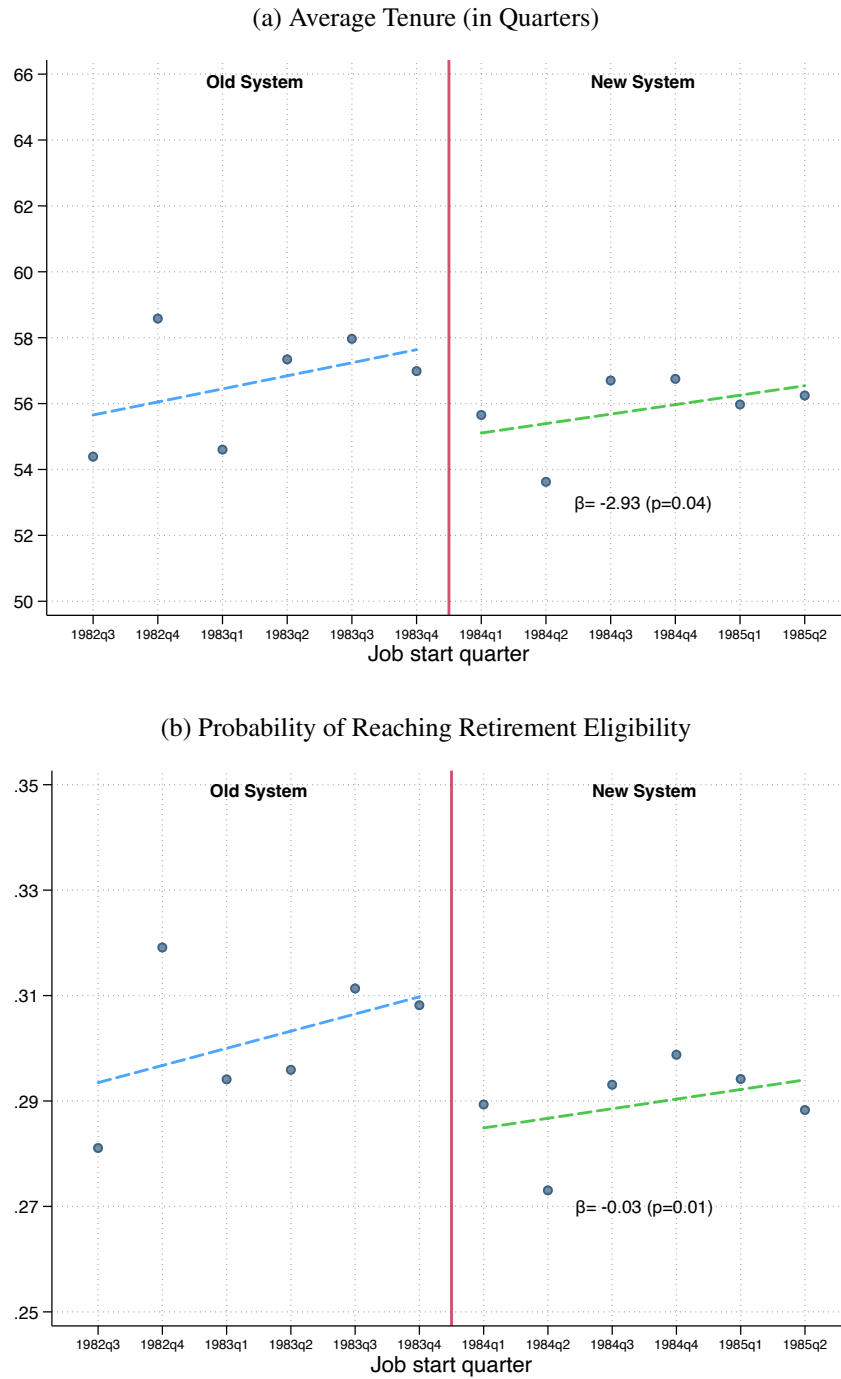 (a) Average Tenure (in Quarters)
66
Old System
New System
64
62
60
58
56
54
β= -2.93 (p=0.04)
52
50
1982q3 1982q4 1983q1 1983q2 1983q3 1983q4 1984q1 1984q2 1984q3 1984q4 1985q1 1985q2
Job start quarter
(b) Probability of Reaching Retirement Eligibility
.35
Old System
New System
.33
.31
.29
.27
β= -0.03 (p=0.01)
.25
1982q3 1982q4 1983q1 1983q2 1983q3 1983q4 1984q1 1984q2 1984q3 1984q4 1985q1 1985q2
Job start quarter